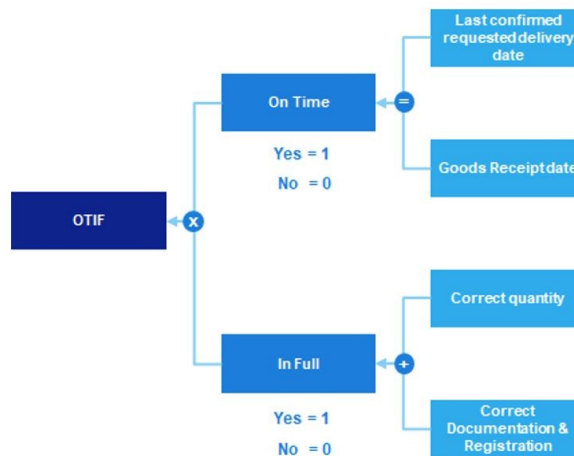 Last confirmed
requested delivery
date
On Time
=
Yes = 1
No = 0
Goods Receipt date
OTIF
x
Correct quantity
In Full
+
Yes = 1
No = 0
Correct
Documentation &
Registration